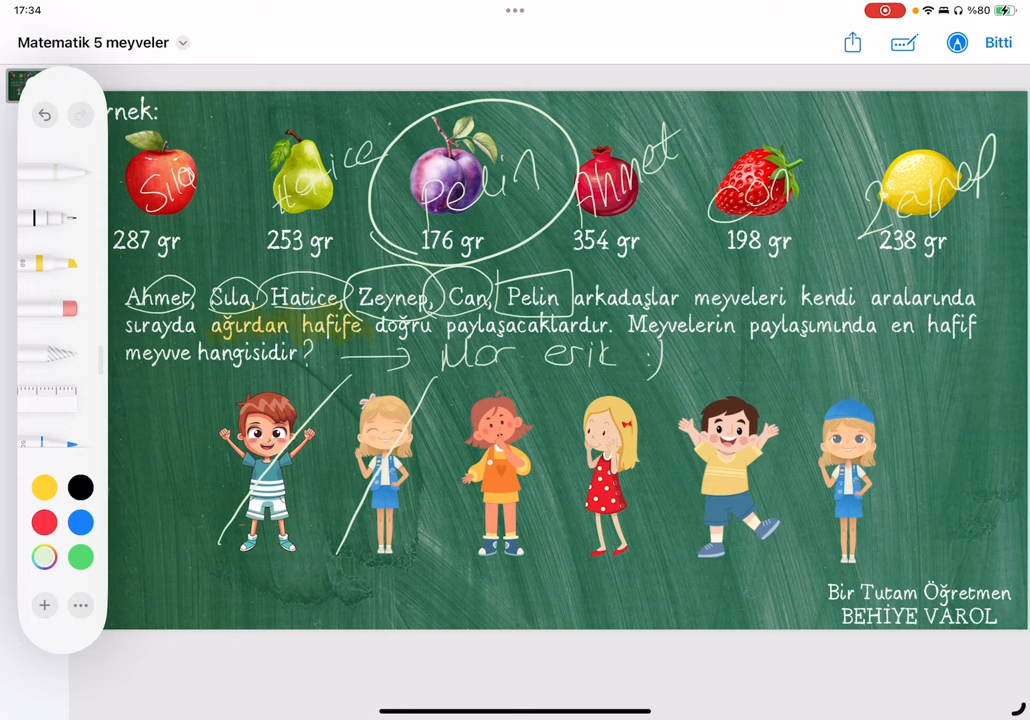 17:34
%80
Matematik 5 meyveler
Bitti
rnek:
Sıla
Hatice
Pelin
Ahmet
Can
Zeynep
287 gr
253 gr
176 gr
354 gr
198 gr
238 gr
Ahmet, Sıla, Hatice, Zeynep, Can, Pelin arkadaşlar meyveleri kendi aralarında
sırayda ağırdan hafife doğru paylaşacaklardır. Meyvelerin paylaşımında en hafif
meyvve hangisidir? → Mor erik :)
Bir Tutam Öğretmen
BEHİYE VAROL